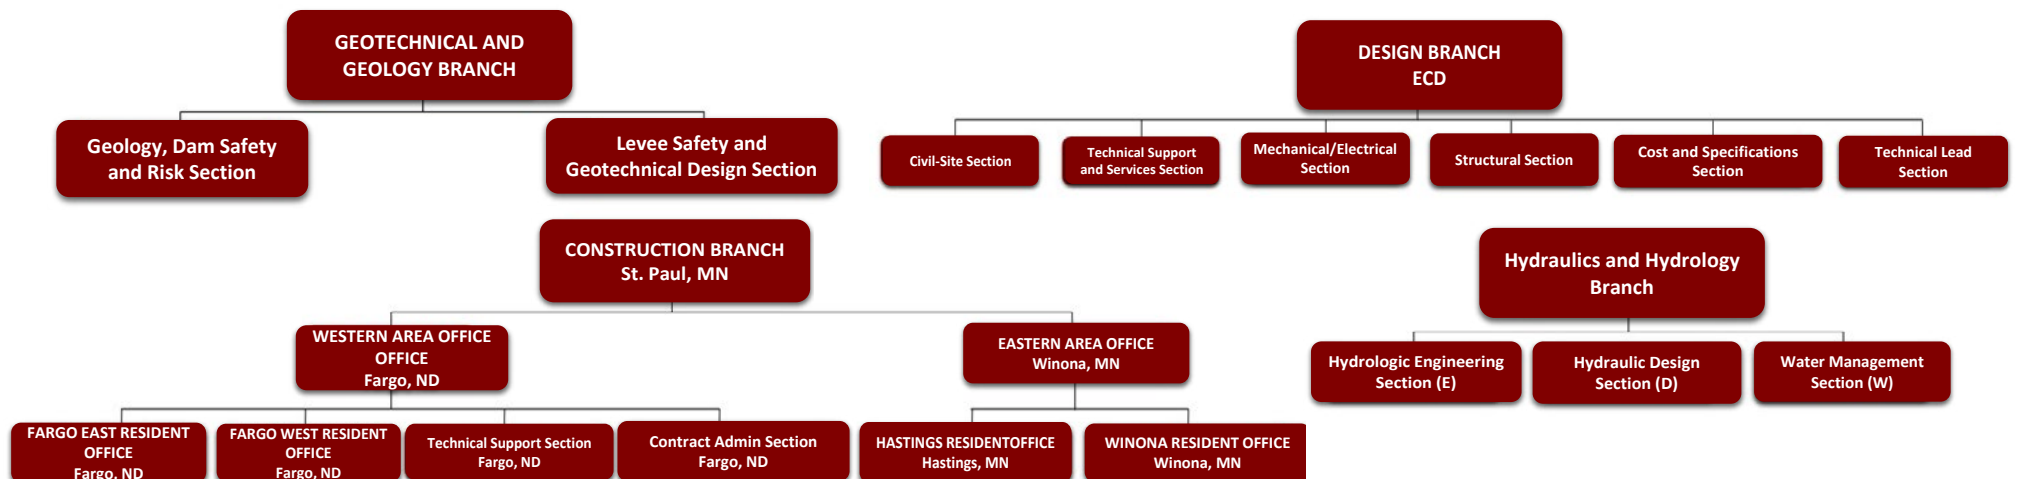 GEOTECHNICAL AND
GEOLOGY BRANCH
Geology, Dam Safety
and Risk Section
Levee Safety and
Geotechnical Design Section
DESIGN BRANCH
ECD
Civil-Site Section
Technical Support
and Services Section
Mechanical/Electrical
Section
Structural Section
Cost and Specifications
Section
Technical Lead
Section
CONSTRUCTION BRANCH
St. Paul, MN
WESTERN AREA OFFICE
OFFICE
Fargo, ND
EASTERN AREA OFFICE
Winona, MN
FARGO EAST RESIDENT
OFFICE
Fargo, ND
FARGO WEST RESIDENT
OFFICE
Fargo, ND
Technical Support Section
Fargo, ND
Contract Admin Section
Fargo, ND
HASTINGS RESIDENTOFFICE
Hastings, MN
WINONA RESIDENT OFFICE
Winona, MN
Hydraulics and Hydrology
Branch
Hydrologic Engineering
Section (E)
Hydraulic Design
Section (D)
Water Management
Section (W)